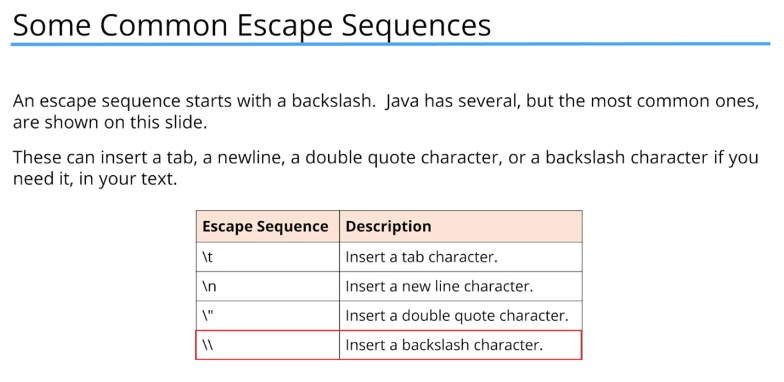 Some Common Escape Sequences
An escape sequence starts with a backslash. Java has several, but the most common ones,
are shown on this slide.
These can insert a tab, a newline, a double quote character, or a backslash character if you
need it, in your text.
Escape Sequence Description
\t Insert a tab character.
\n Insert a new line character.
\" Insert a double quote character.
\\ Insert a backslash character.